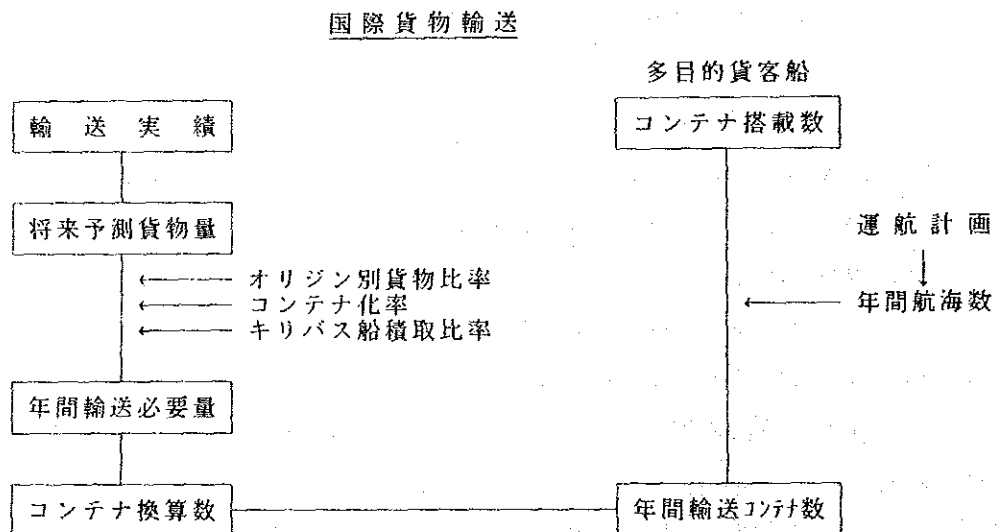 国際貨物輸送
多目的貨客船
輸送実績
コンテナ搭載数
将来予測貨物量
運航計画
オリジン別貨物比率
コンテナ化率
年間航海数
キリバス船積取比率
年間輸送必要量
コンテナ換算数
年間輸送コンテナ数